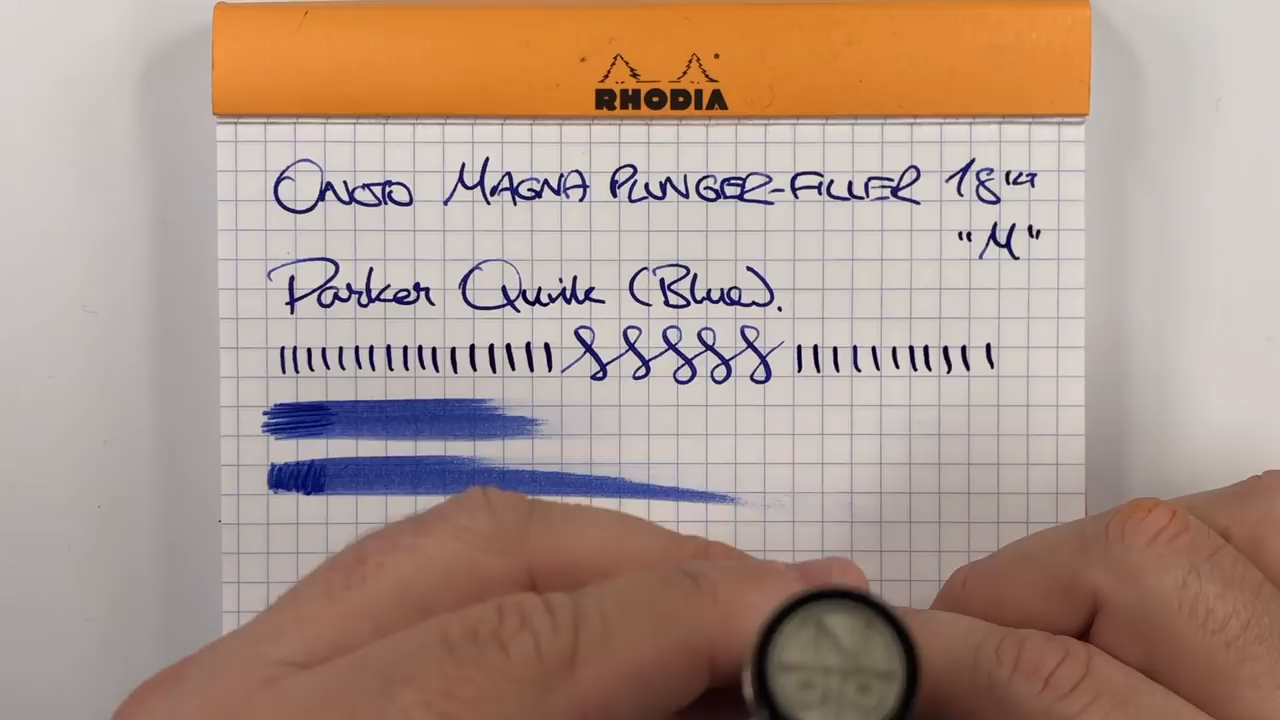 RHODIA
ONOTO MAGNA PLUNGER-FILLER 18K
"M"
Parker Quink (Blue).